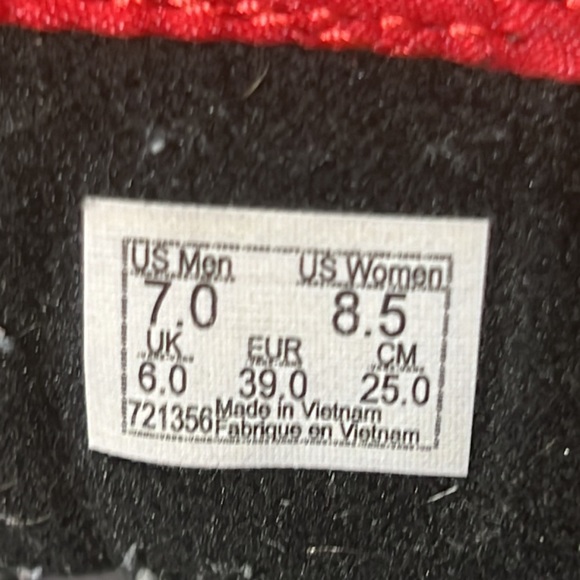 US Men US Women
7.0 8.5
UK EUR CM
6.0 39.0 25.0
721356 Made in Vietnam
Fabrique en Vietnam